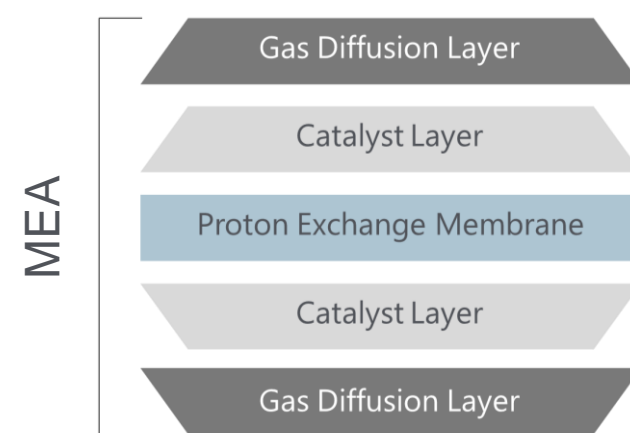 Gas Diffusion Layer
Catalyst Layer
MEA
Proton Exchange Membrane
Catalyst Layer
Gas Diffusion Layer